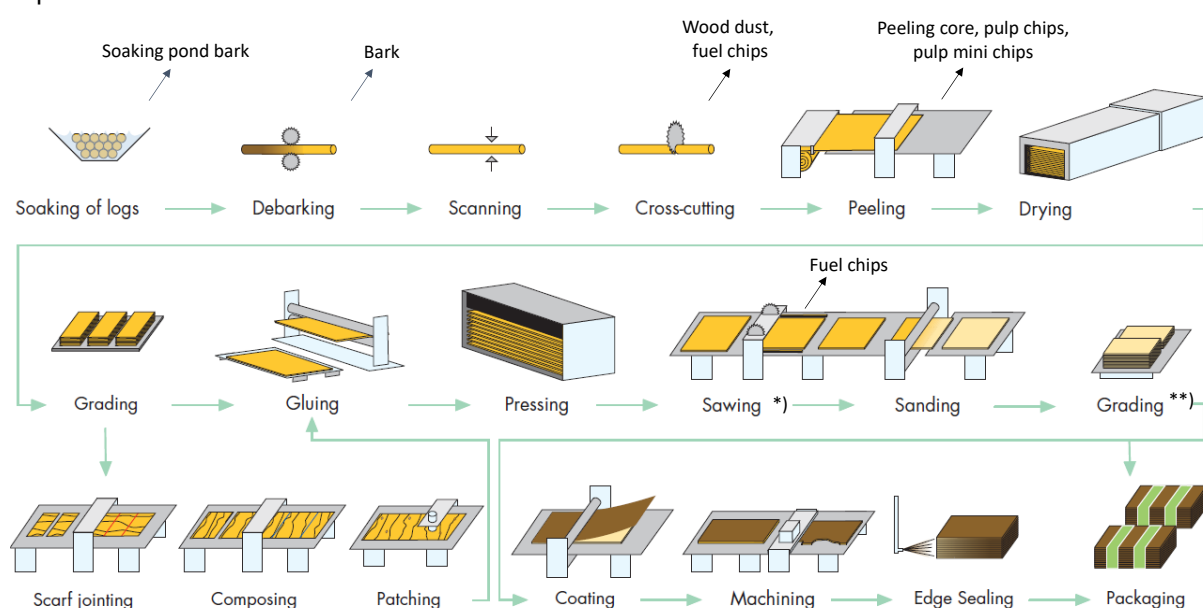 Soaking pond bark
Bark
Wood dust,
fuel chips
Peeling core, pulp chips,
pulp mini chips
Soaking of logs
Debarking
Scanning
Cross-cutting
Peeling
Drying
Fuel chips
Grading
Gluing
Pressing
Sawing *)
Sanding
Grading **)
Scarf jointing
Composing
Patching
Coating
Machining
Edge Sealing
Packaging